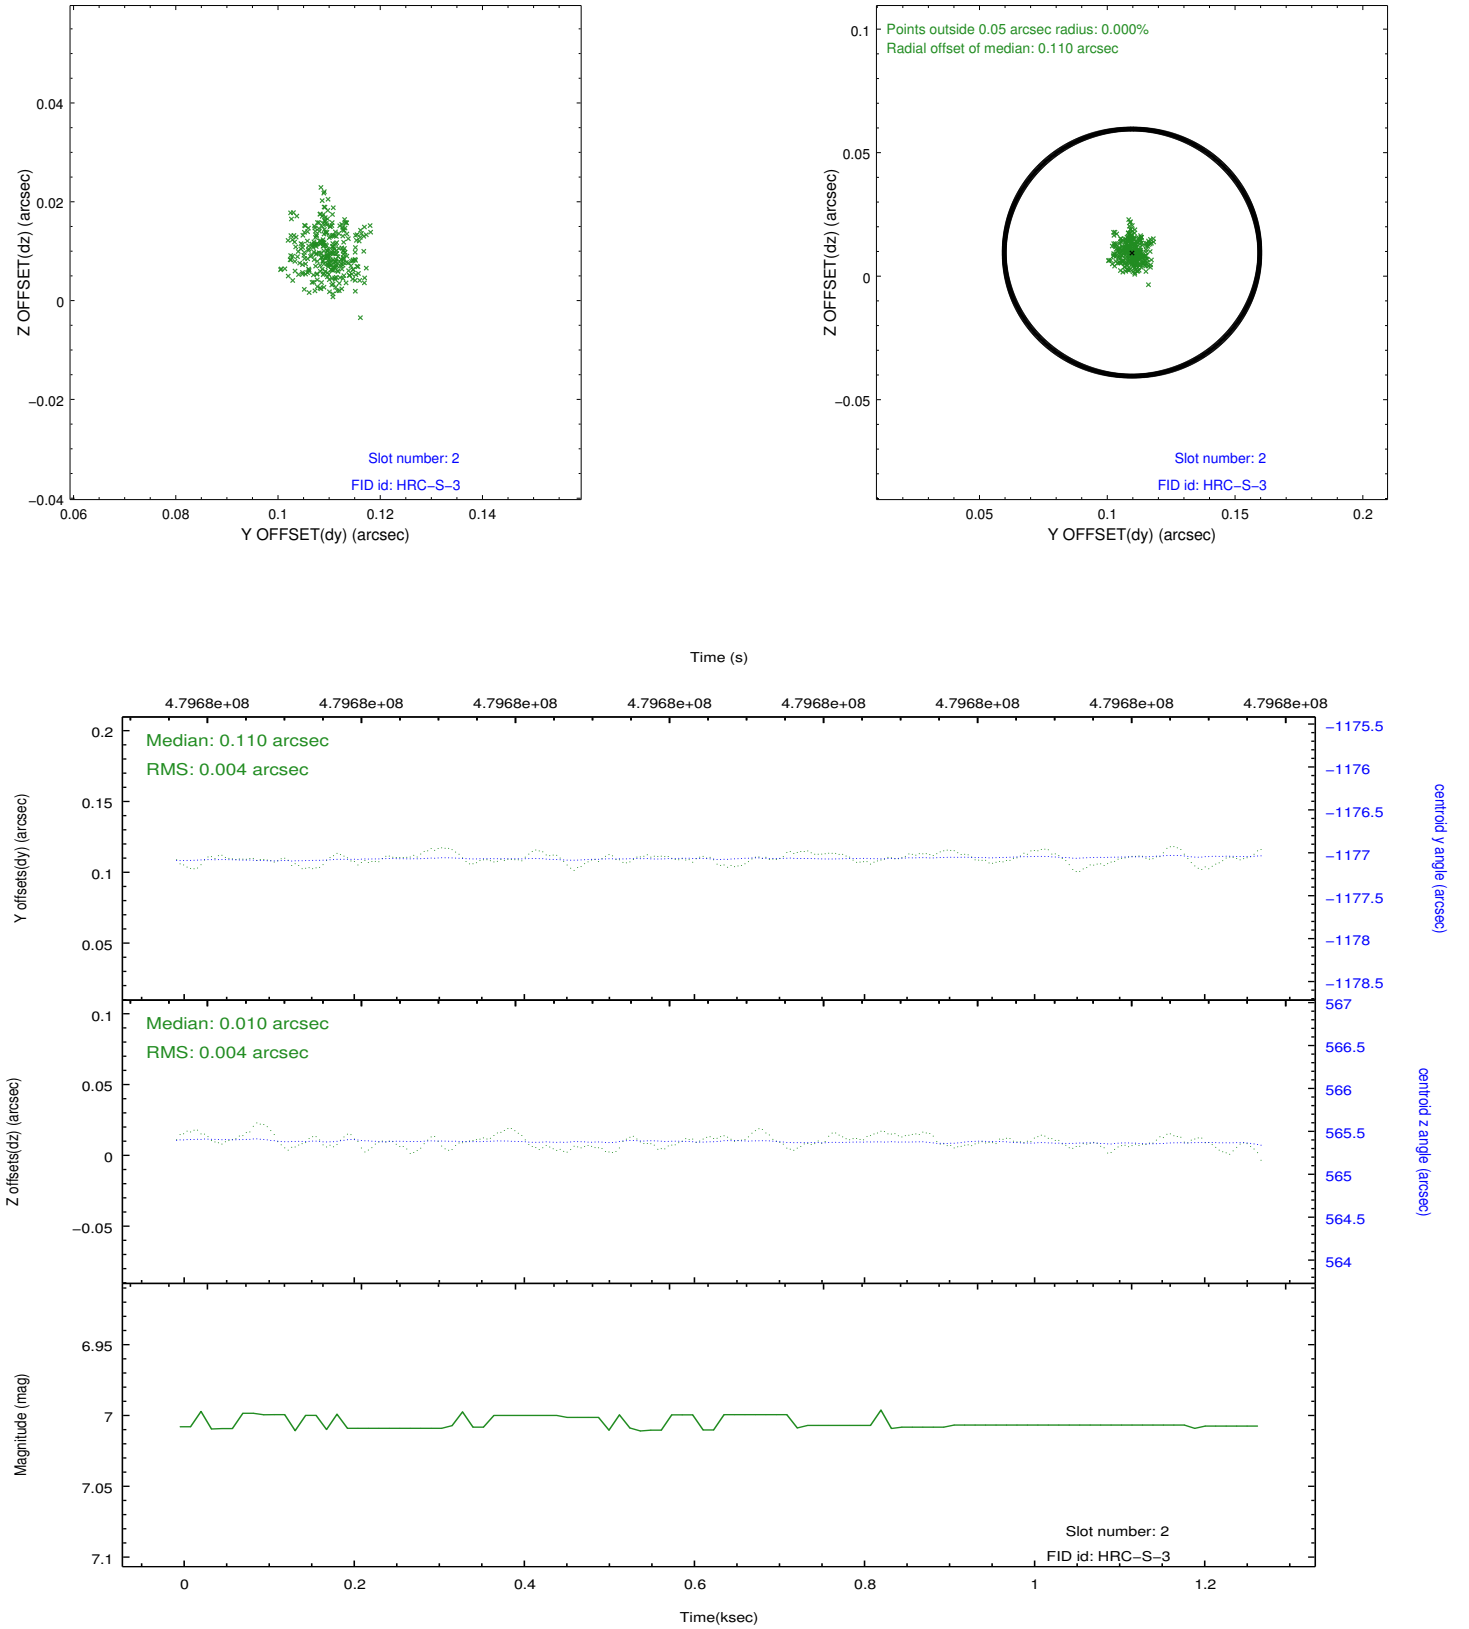 0.04
0.02
0
−0.02
−0.04
Z OFFSET(dz) (arcsec)
Slot number: 2
FID id: HRC−S−3
0.06 0.08 0.1 0.12 0.14
Y OFFSET(dy) (arcsec)
Points outside 0.05 arcsec radius: 0.000%
Radial offset of median: 0.110 arcsec
0.1
0.05
0
−0.05
Z OFFSET(dz) (arcsec)
Slot number: 2
FID id: HRC−S−3
0.05 0.1 0.15 0.2
Y OFFSET(dy) (arcsec)
Time (s)
4.7968e+08 4.7968e+08 4.7968e+08 4.7968e+08 4.7968e+08 4.7968e+08 4.7968e+08 4.7968e+08
Median: 0.110 arcsec
RMS: 0.004 arcsec
0.2
0.15
0.1
0.05
Y offsets(dy) (arcsec)
−1175.5
−1176
−1176.5
−1177
−1177.5
−1178
−1178.5
centroid y angle (arcsec)
Median: 0.010 arcsec
RMS: 0.004 arcsec
0.1
0.05
0
−0.05
Z offsets(dz) (arcsec)
567
566.5
566
565.5
565
564.5
564
centroid z angle (arcsec)
6.95
7
7.05
7.1
Magnitude (mag)
Slot number: 2
FID id: HRC−S−3
0 0.2 0.4 0.6 0.8 1 1.2
Time(ksec)